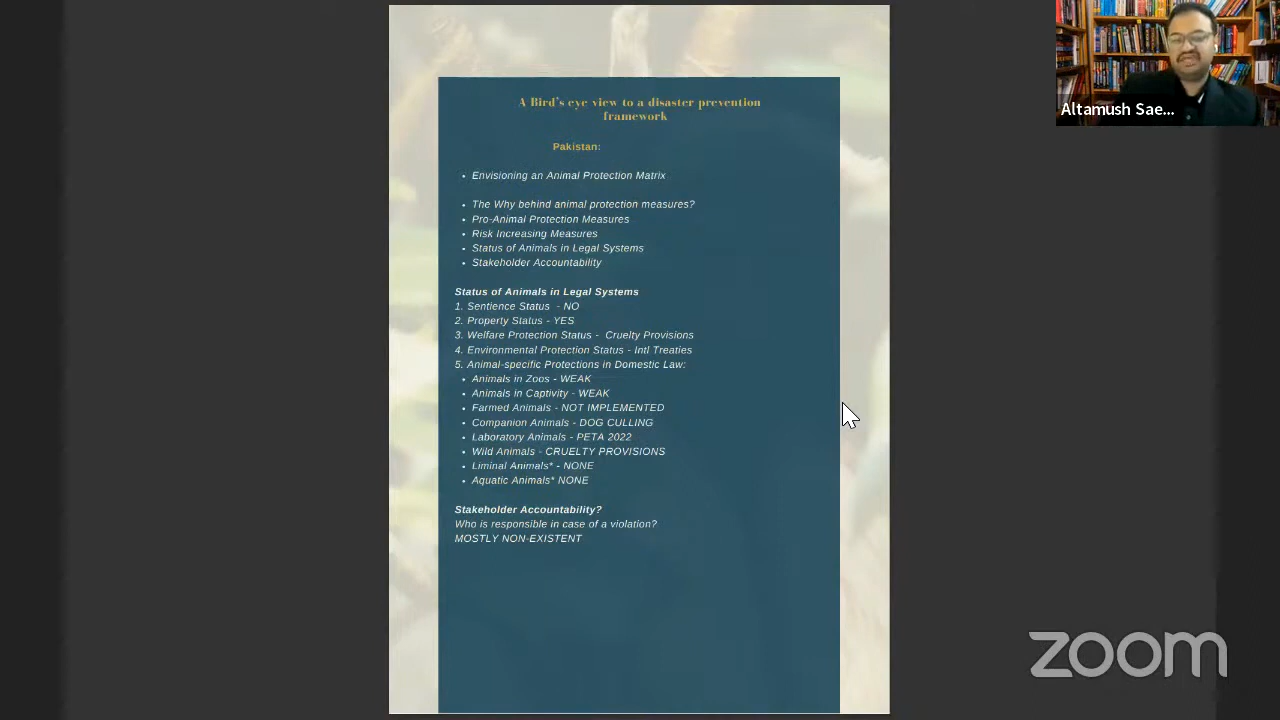 A Bird's eye view to a disaster prevention
framework
Pakistan:
• Envisioning an Animal Protection Matrix
• The Why behind animal protection measures?
• Pro-Animal Protection Measures
• Risk Increasing Measures
• Status of Animals in Legal Systems
• Stakeholder Accountability
Status of Animals in Legal Systems
1. Sentience Status - NO
2. Property Status - YES
3. Welfare Protection Status - Cruelty Provisions
4. Environmental Protection Status - Intl Treaties
5. Animal-specific Protections in Domestic Law:
• Animals in Zoos - WEAK
• Animals in Captivity - WEAK
• Farmed Animals - NOT IMPLEMENTED
• Companion Animals - DOG CULLING
• Laboratory Animals - PETA 2022
• Wild Animals - CRUELTY PROVISIONS
• Liminal Animals* - NONE
• Aquatic Animals* NONE
Stakeholder Accountability?
Who is responsible in case of a violation?
MOSTLY NON-EXISTENT
Altamush Sae...
zoom